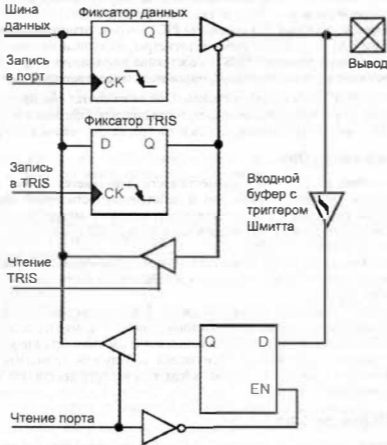 Шина
данных
Фиксатор данных
D Q
Запись
в порт
CK
Вывод
Фиксатор TRIS
D Q
Запись
в TRIS
CK
Входной
буфер с
триггером
Шмитта
Чтение
TRIS
Q D
EN
Чтение порта